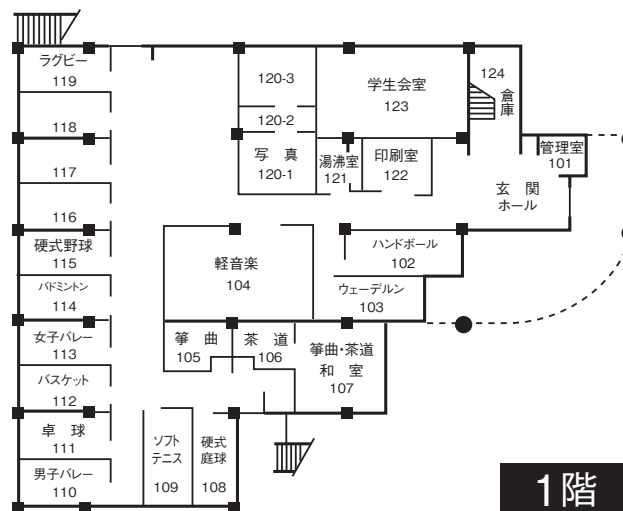 ラグビー
119
118
117
116
硬式野球
115
バドミントン
114
女子バレー
113
バスケット
112
卓 球
111
男子バレー
110
120-3
120-2
写 真
120-1
学生会室
123
124
倉庫
湯沸室
121
印刷室
122
管理室
101
玄 関
ホール
軽音楽
104
ハンドボール
102
ウェーデルン
103
箏曲
105
茶道
106
箏曲・茶道
和 室
107
ソフト
テニス
109
硬式
庭球
108
1階